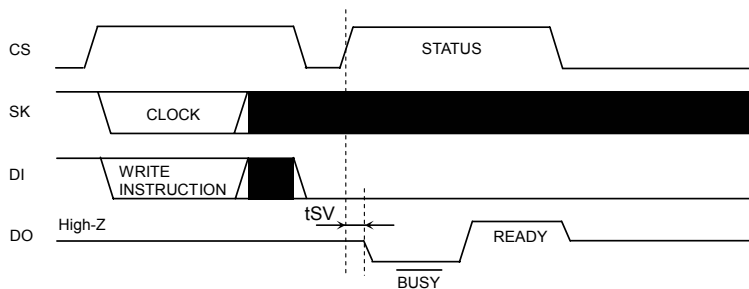 CS
STATUS
SK
CLOCK
DI
WRITE
INSTRUCTION
tSV
High-Z
DO
READY
BUSY